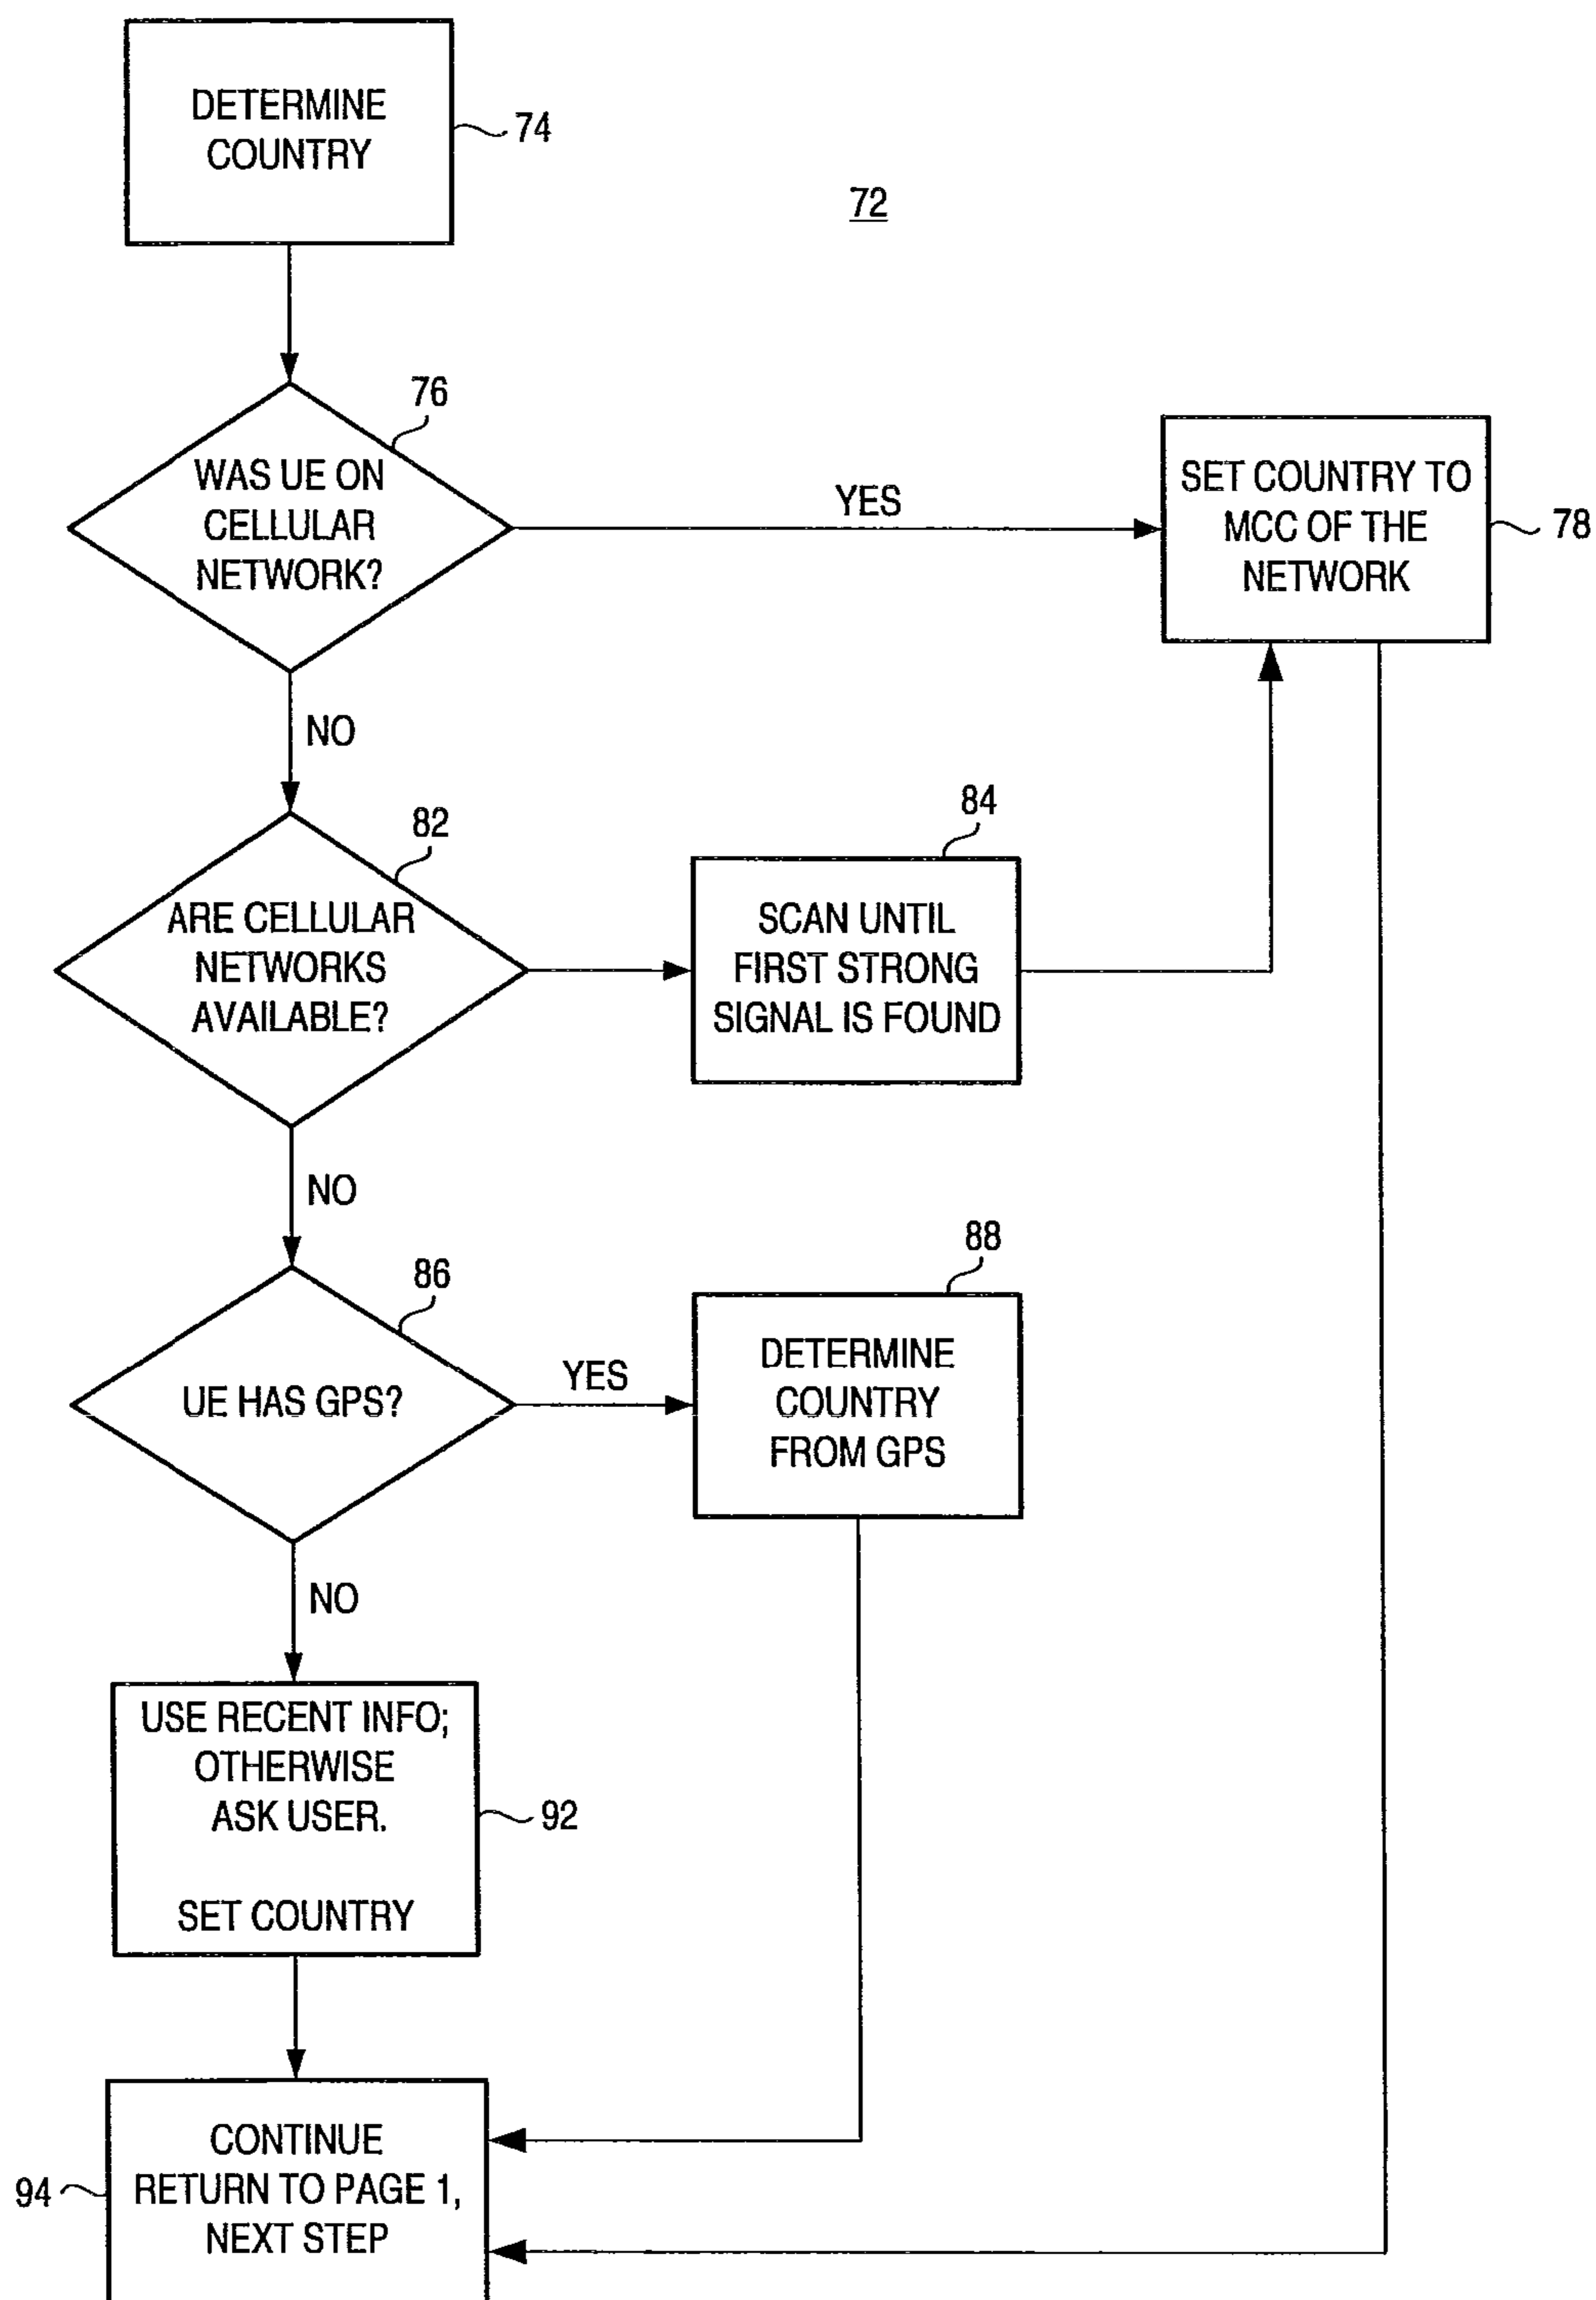 DETERMINE
COUNTRY
74
72
76
WAS UE ON
CELLULAR
NETWORK?
YES
SET COUNTRY TO
MCC OF THE
NETWORK
78
NO
82
ARE CELLULAR
NETWORKS
AVAILABLE?
84
SCAN UNTIL
FIRST STRONG
SIGNAL IS FOUND
NO
86
UE HAS GPS?
YES
88
DETERMINE
COUNTRY
FROM GPS
NO
USE RECENT INFO;
OTHERWISE
ASK USER.
SET COUNTRY
92
94
CONTINUE
RETURN TO PAGE 1,
NEXT STEP